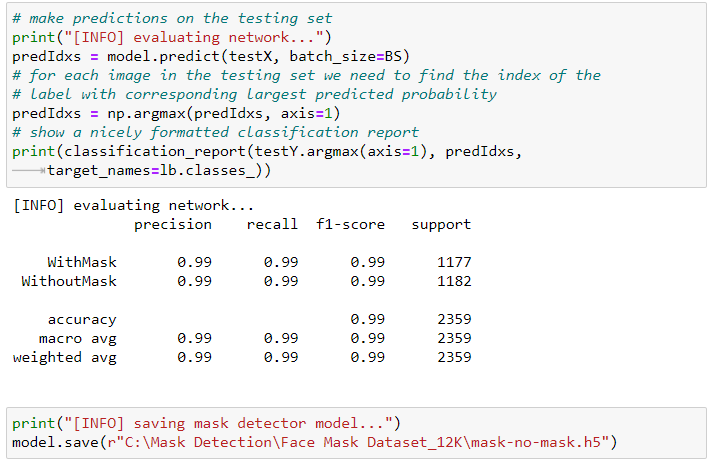 # make predictions on the testing set
print("[INFO] evaluating network...")
predIdxs = model.predict(testX, batch_size=BS)
# for each image in the testing set we need to find the index of the
# label with corresponding largest predicted probability
predIdxs = np.argmax(predIdxs, axis=1)
# show a nicely formatted classification report
print(classification_report(testY.argmax(axis=1), predIdxs,
target_names=lb.classes_))
[INFO] evaluating network...
precision recall f1-score support
WithMask 0.99 0.99 0.99 1177
WithoutMask 0.99 0.99 0.99 1182
accuracy 0.99 2359
macro avg 0.99 0.99 0.99 2359
weighted avg 0.99 0.99 0.99 2359
print("[INFO] saving mask detector model...")
model.save(r"C:\Mask Detection\Face Mask Dataset_12K\mask-no-mask.h5")